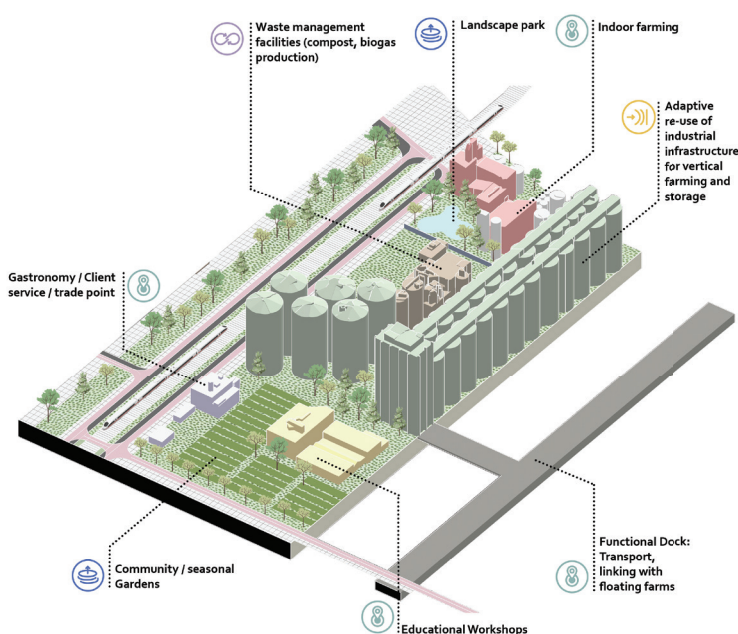 Waste management
facilities (compost, biogas
production)
Landscape park
Indoor farming
Adaptive
re-use of
industrial
infrastructure
for vertical
farming and
storage
Gastronomy / Client
service / trade point
Community / seasonal
Gardens
Educational Workshops
Functional Dock:
Transport,
linking with
floating farms